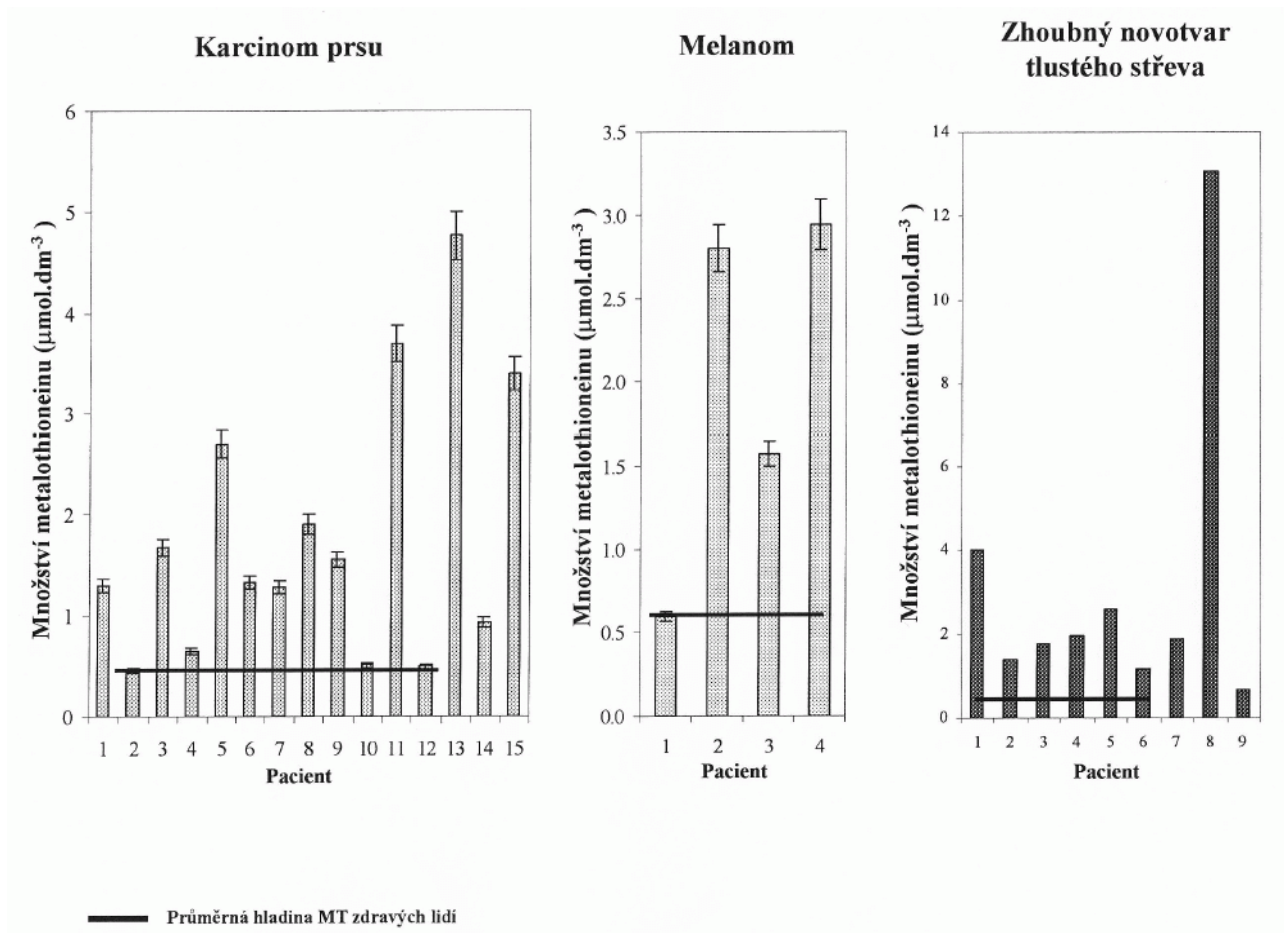 Karcinom prsu
Množství metalothioneinu (µmol.dm⁻³ )
6
5
4
3
2
1
0
1 2 3 4 5 6 7 8 9 10 11 12 13 14 15
Pacient
Melanom
Množství metalothioneinu (µmol.dm⁻³ )
3.5
3.0
2.5
2.0
1.5
1.0
0.5
0.0
1 2 3 4
Pacient
Zhoubný novotvar
tlustého střeva
Množství metalothioneinu (µmol.dm⁻³ )
14
12
10
8
6
4
2
0
1 2 3 4 5 6 7 8 9
Pacient
Průměrná hladina MT zdravých lidí